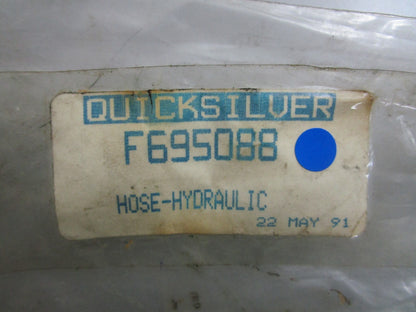 QUICKSILVER
F695088
HOSE-HYDRAULIC
22 MAY 91